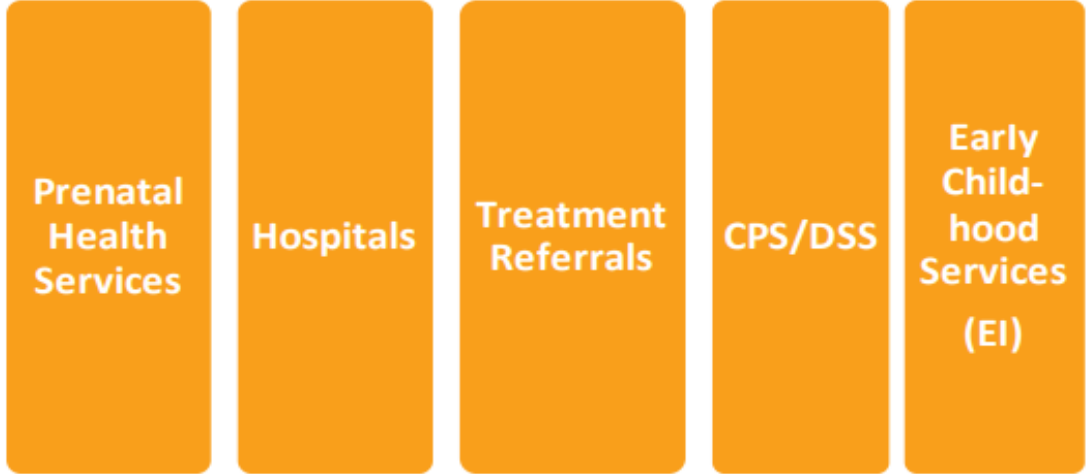 Prenatal
Health
Services
Hospitals
Treatment
Referrals
CPS/DSS
Early
Child-
hood
Services
(EI)